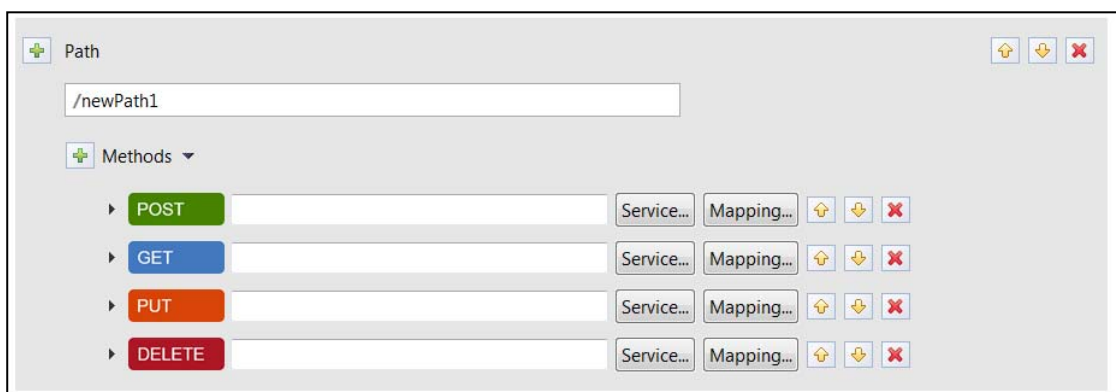 Path
/newPath1
Methods
POST Service... Mapping...
GET Service... Mapping...
PUT Service... Mapping...
DELETE Service... Mapping...